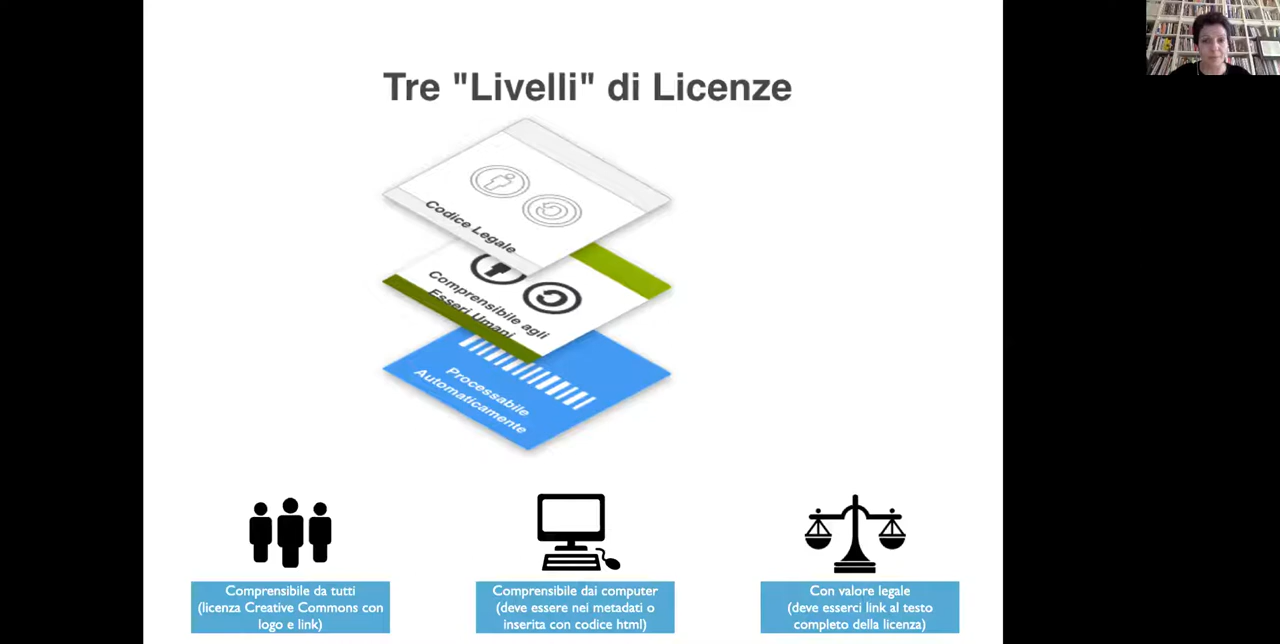 Tre "Livelli" di Licenze
Codice Legale
Comprensibile agli
Esseri Umani
Processabile
Automaticamente
Comprensibile da tutti
(licenza Creative Commons con
logo e link)
Comprensibile dai computer
(deve essere nei metadati o
inserita con codice html)
Con valore legale
(deve esserci link al testo
completo della licenza)